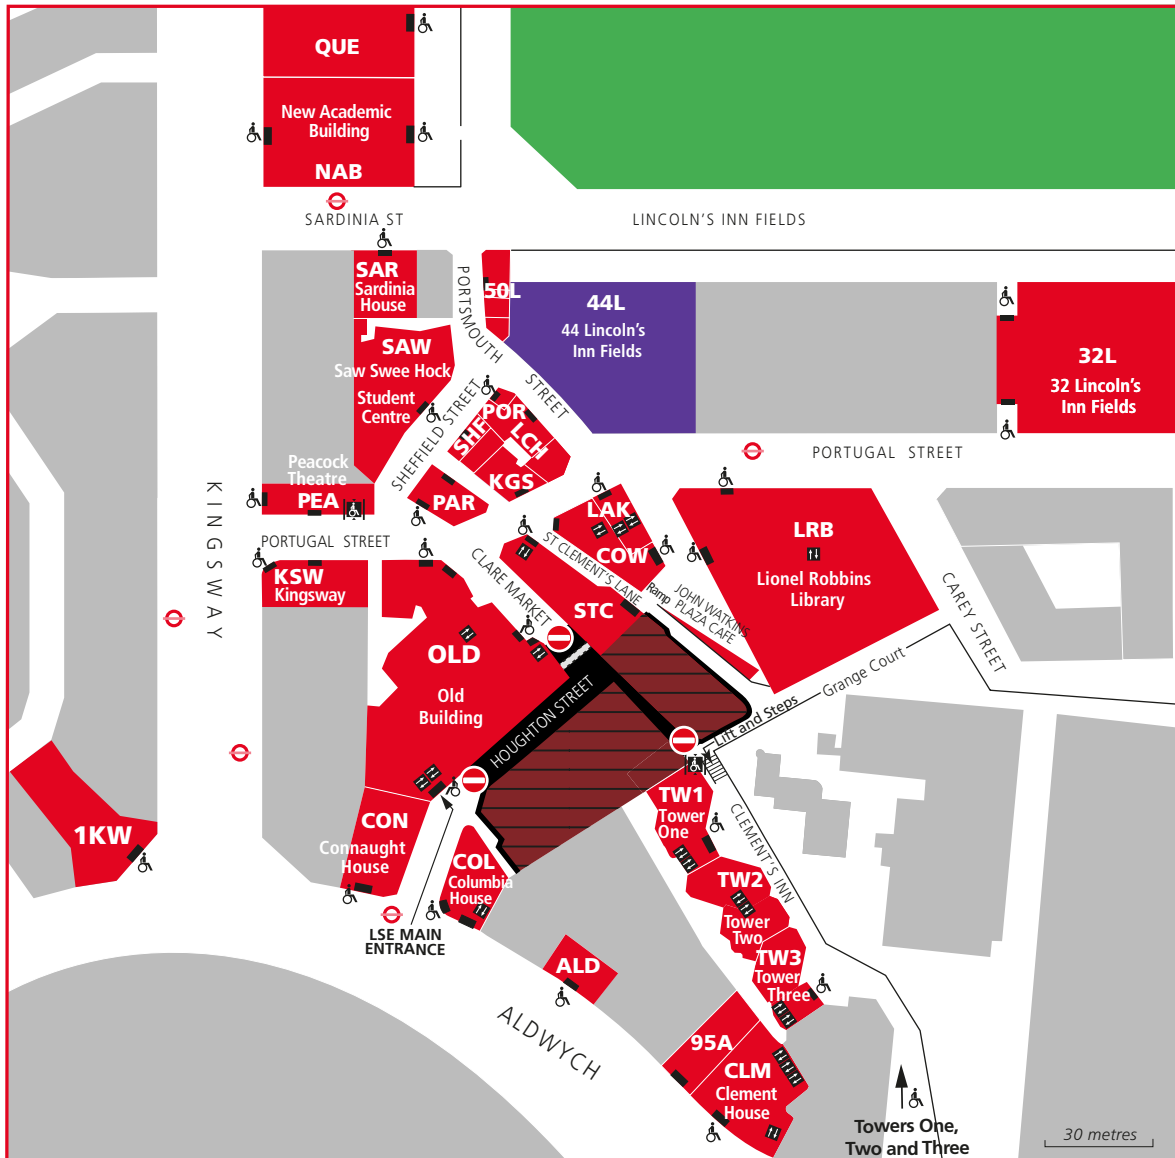 QUE
New Academic
Building
NAB
SARDINIA ST
LINCOLN'S INN FIELDS
SAR
Sardinia
House
PORTSMOUTH
STREET
50L
44L
44 Lincoln's
Inn Fields
32L
32 Lincoln's
Inn Fields
SAW
Saw Swee Hock
Student
Centre
SHEFFIELD STREET
POR
SHF
LCH
KGS
PORTUGAL STREET
Peacock
Theatre
PEA
PAR
KINGSWAY
PORTUGAL STREET
KSW
Kingsway
CLARE MARKET
ST CLEMENT'S LANE
LAK
COW
LRB
Lionel Robbins
Library
Ramp
JOHN WATKINS
PLAZA CAFE
CAREY STREET
STC
OLD
Old
Building
HOUGHTON STREET
Grange Court
Lift and Steps
TW1
Tower
One
CLEMENT'S INN
1KW
CON
Connaught
House
COL
Columbia
House
TW2
Tower
Two
LSE MAIN
ENTRANCE
TW3
Tower
Three
ALD
ALDWYCH
95A
CLM
Clement
House
Towers One,
Two and Three
30 metres